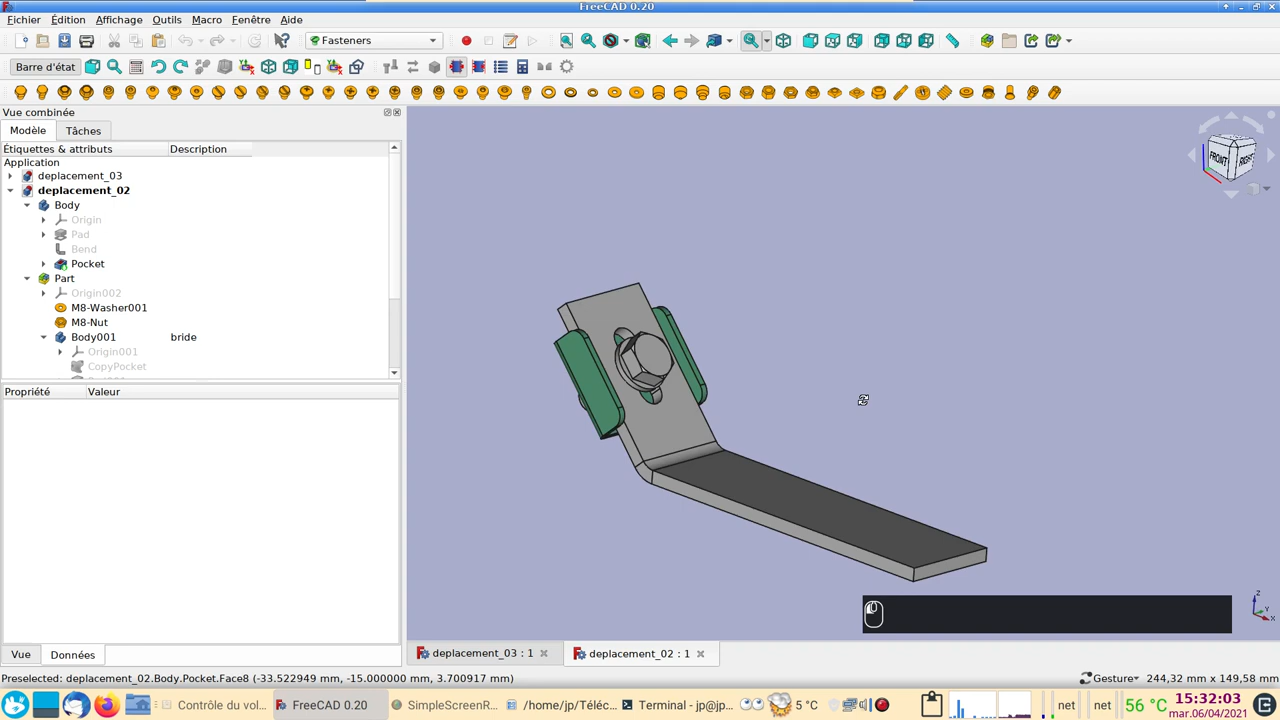 FreeCAD 0.20
Fichier Édition Affichage Outils Macro Fenêtre Aide
Fasteners
Barre d'état
Vue combinée
Modèle Tâches
Étiquettes & attributs Description
Application
deplacement_03
deplacement_02
Body
Origin
Pad
Bend
Pocket
Part
Origin002
M8-Washer001
M8-Nut
Body001 bride
Origin001
CopyPocket
Propriété Valeur
FRONT RIGHT
Z
Y
X
Vue Données
deplacement_03 : 1 deplacement_02 : 1
Preselected: deplacement_02.Body.Pocket.Face8 (-33.522949 mm, -15.000000 mm, 3.700917 mm) Gesture 244,32 mm x 149,58 mm
Contrôle du vol... FreeCAD 0.20 SimpleScreenR... /home/jp/Téléc... Terminal - jp@jp... 5 °C net net 56 °C 15:32:03
mar.06/04/2021